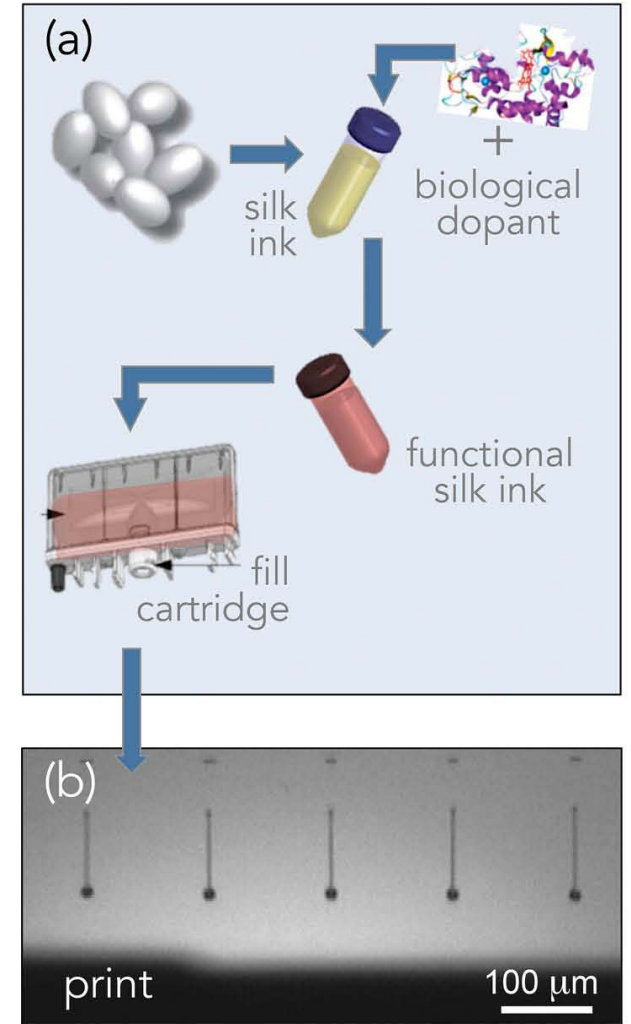 (a)
silk
ink
+
biological
dopant
functional
silk ink
fill
cartridge
(b)
print
100 μm